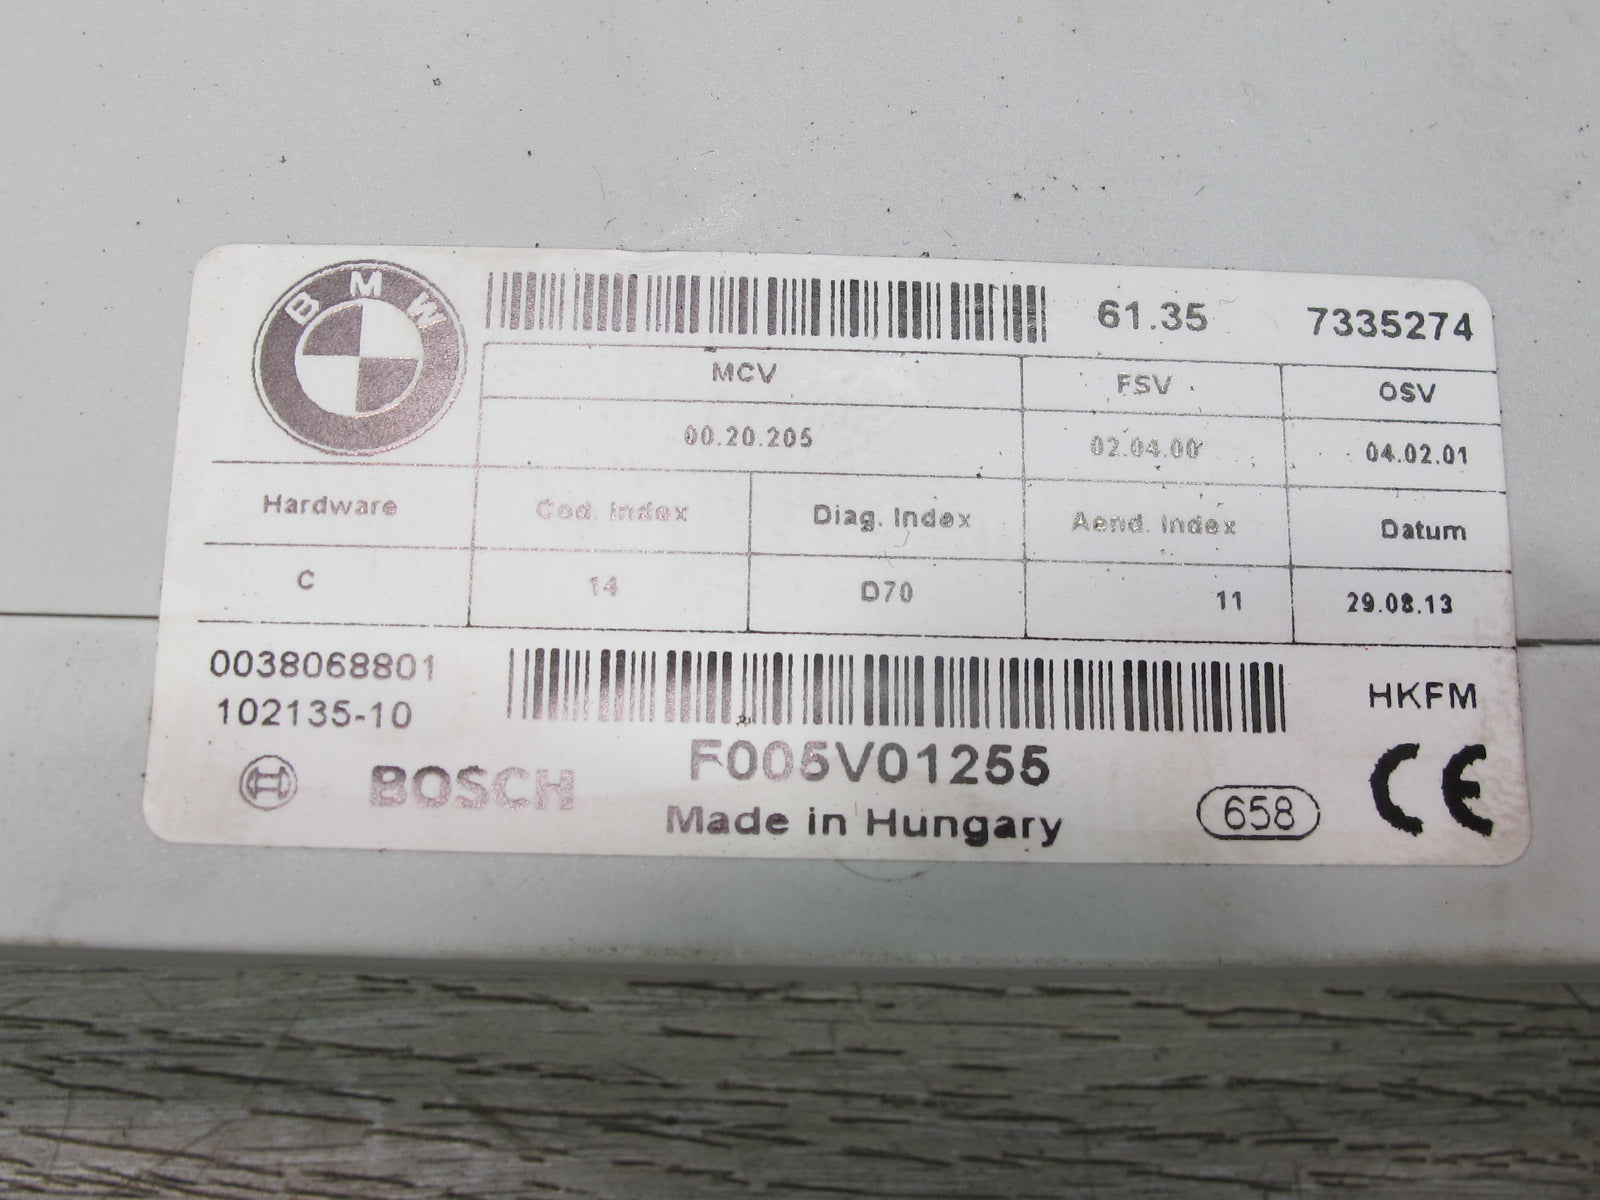 BMW
61.35 7335274
MCV FSV OSV
00.20.205 02.04.00 04.02.01
Hardware Cod. Index Diag. Index Aend. Index Datum
C 14 D70 11 29.08.13
0038068801
102135-10
HKFM
F005V01255
BOSCH
Made in Hungary
658
CE